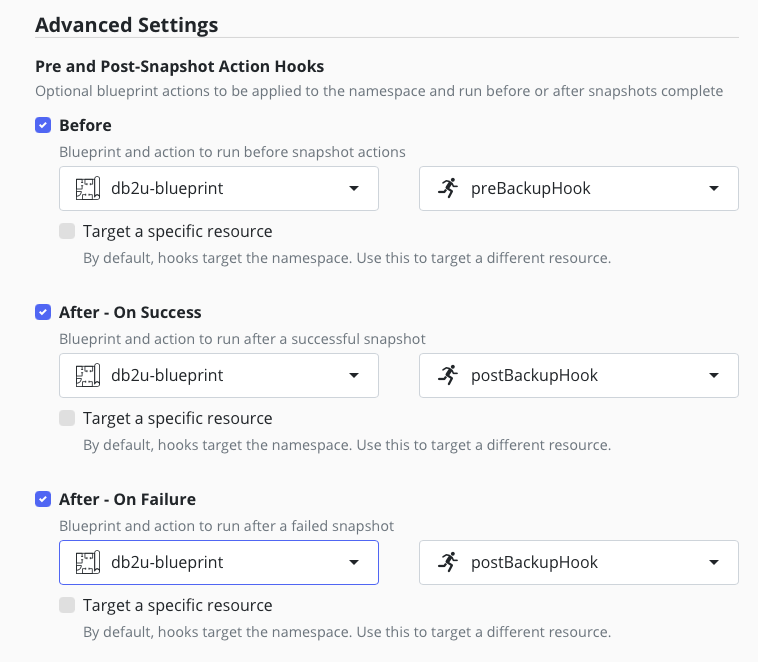 Advanced Settings
Pre and Post-Snapshot Action Hooks
Optional blueprint actions to be applied to the namespace and run before or after snapshots complete
Before
Blueprint and action to run before snapshot actions
db2u-blueprint preBackupHook
Target a specific resource
By default, hooks target the namespace. Use this to target a different resource.
After - On Success
Blueprint and action to run after a successful snapshot
db2u-blueprint postBackupHook
Target a specific resource
By default, hooks target the namespace. Use this to target a different resource.
After - On Failure
Blueprint and action to run after a failed snapshot
db2u-blueprint postBackupHook
Target a specific resource
By default, hooks target the namespace. Use this to target a different resource.